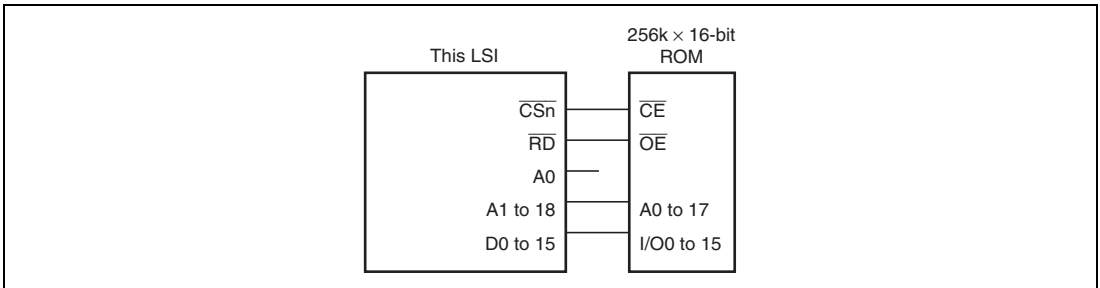 256k × 16-bit
This LSI ROM
CSn CE
RD OE
A0
A1 to 18 A0 to 17
D0 to 15 I/O0 to 15